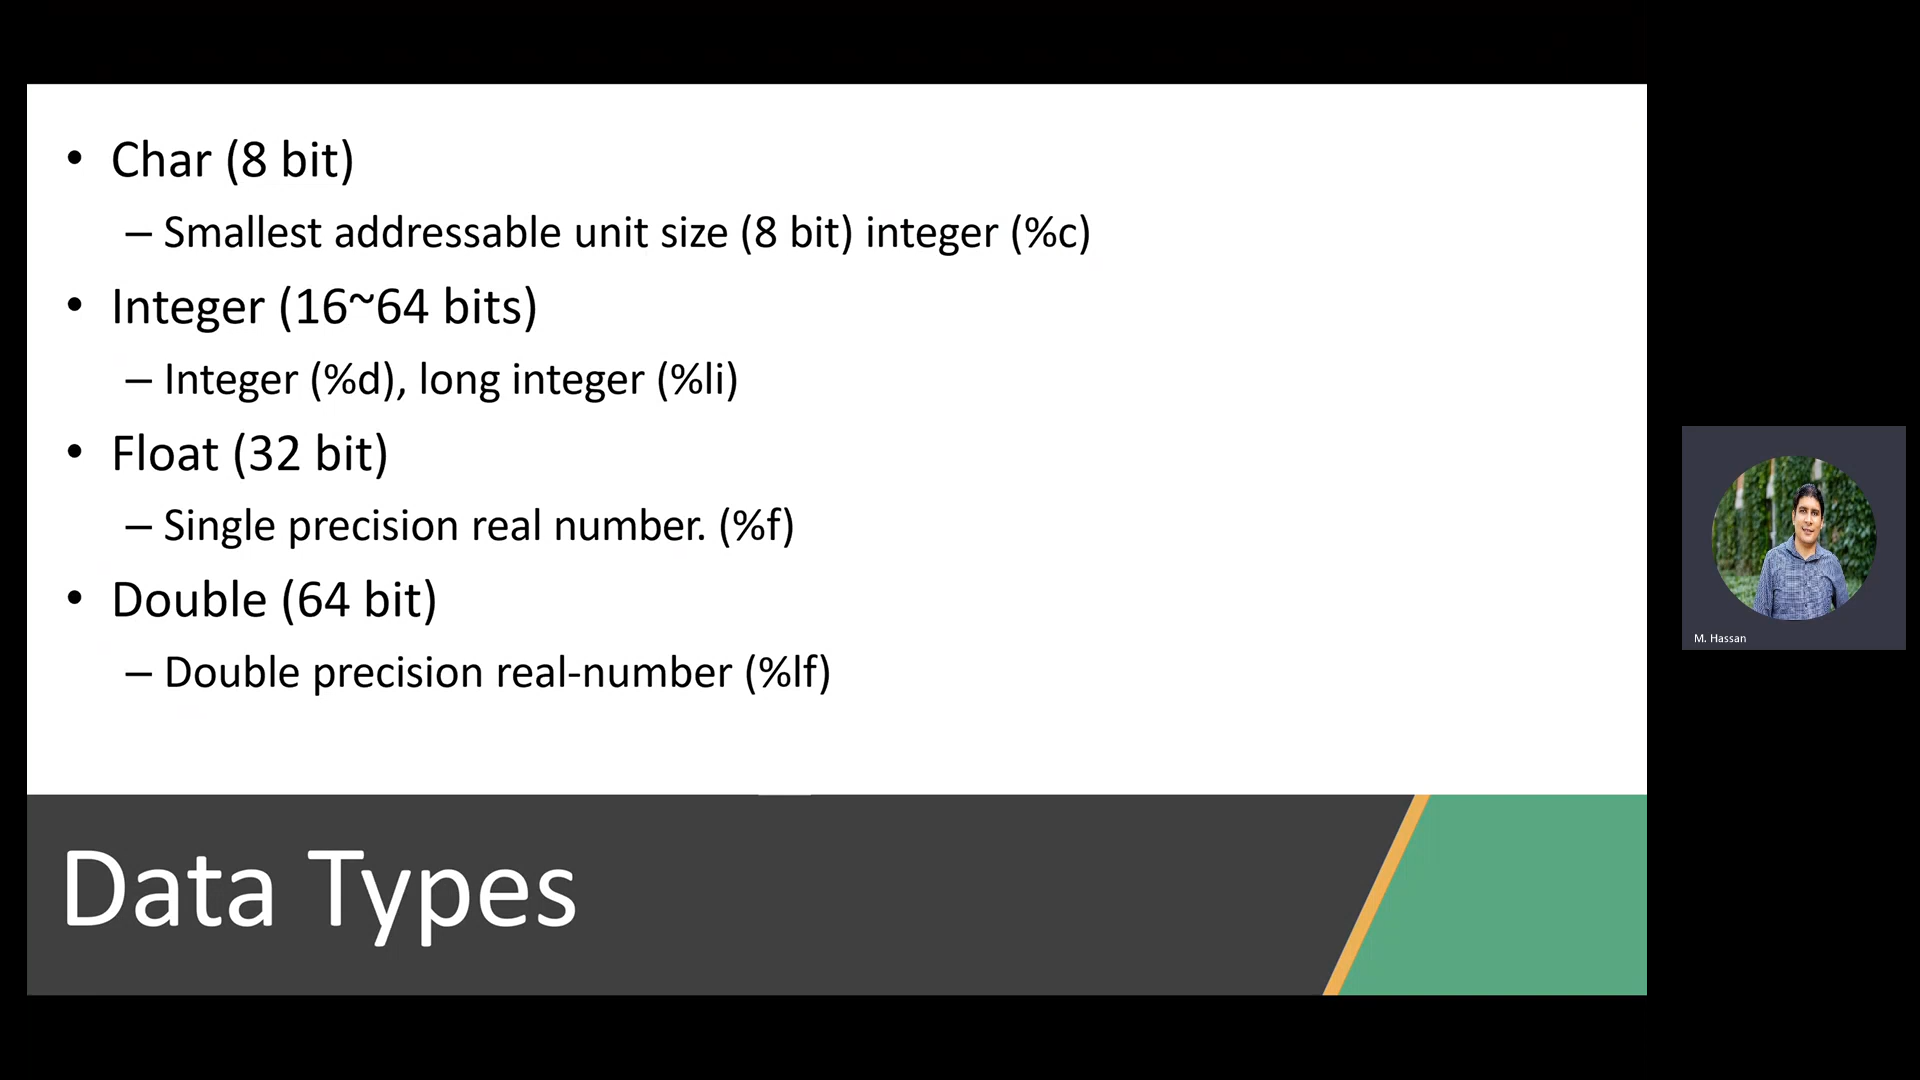 • Char (8 bit)
– Smallest addressable unit size (8 bit) integer (%c)
• Integer (16~64 bits)
– Integer (%d), long integer (%li)
• Float (32 bit)
– Single precision real number. (%f)
• Double (64 bit)
– Double precision real-number (%lf)
Data Types
M. Hassan